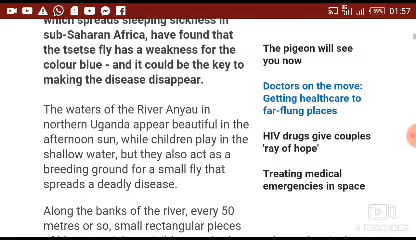 59% 01:57
which spreads sleeping sickness in
sub-Saharan Africa, have found that
the tsetse fly has a weakness for the
colour blue - and it could be the key to
making the disease disappear.
The waters of the River Anyau in
northern Uganda appear beautiful in the
afternoon sun, while children play in the
shallow water, but they also act as a
breeding ground for a small fly that
spreads a deadly disease.
Along the banks of the river, every 50
metres or so, small rectangular pieces
The pigeon will see
you now
Doctors on the move:
Getting healthcare to
far-flung places
HIV drugs give couples
'ray of hope'
Treating medical
emergencies in space